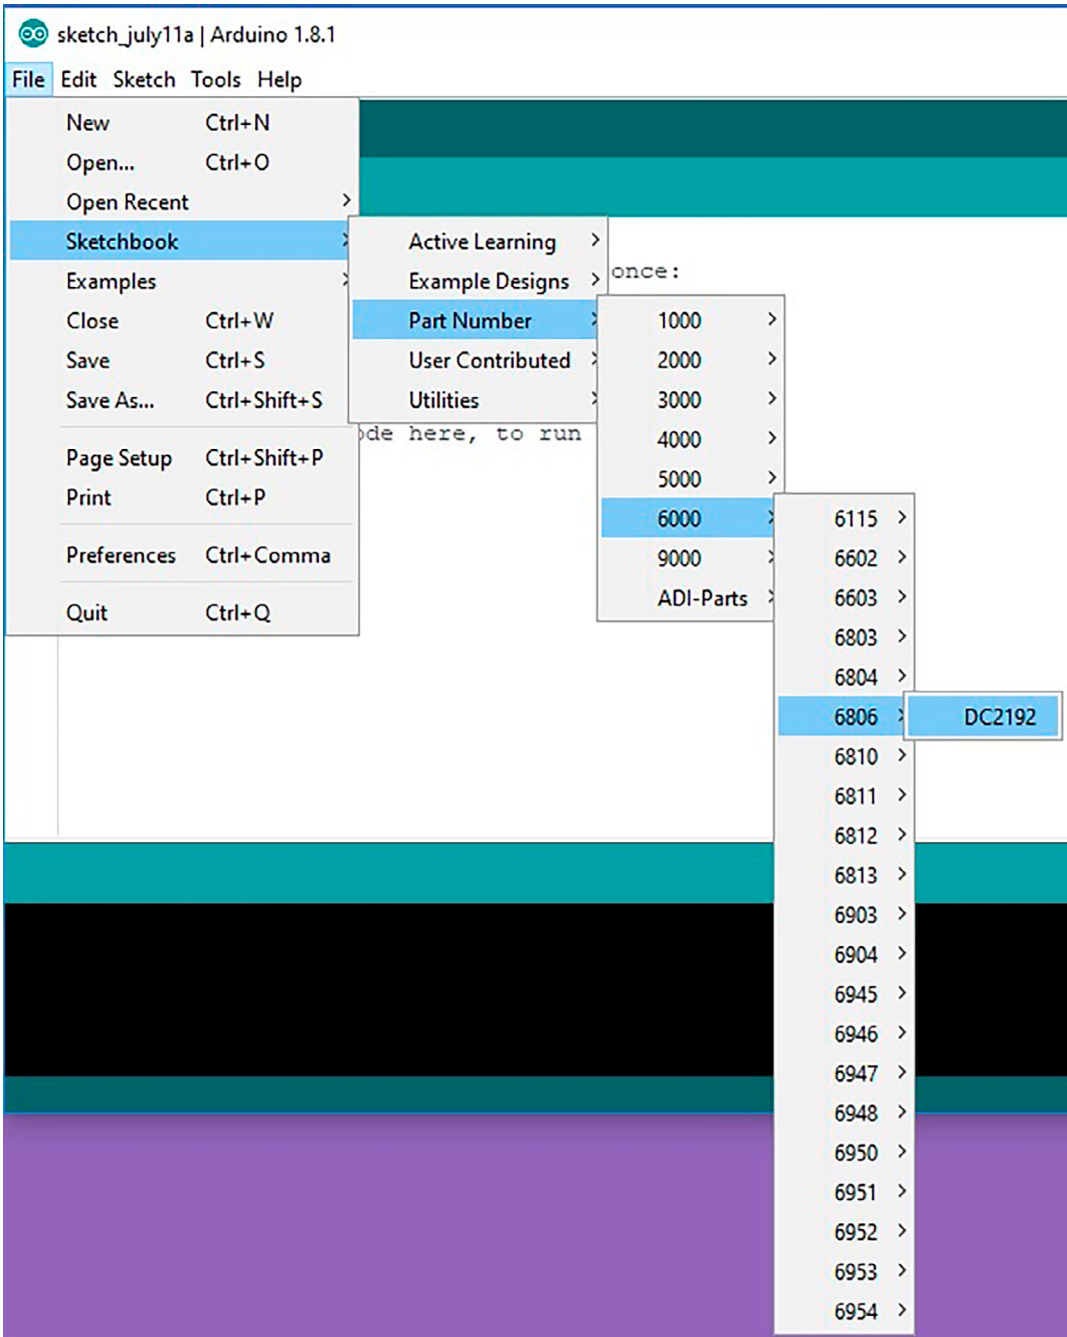 sketch_july11a | Arduino 1.8.1
File Edit Sketch Tools Help
New Ctrl+N
Open... Ctrl+O
Open Recent
Sketchbook
Examples
Close Ctrl+W
Save Ctrl+S
Save As... Ctrl+Shift+S
Page Setup Ctrl+Shift+P
Print Ctrl+P
Preferences Ctrl+Comma
Quit Ctrl+Q
Active Learning
Example Designs
Part Number
User Contributed
Utilities
once:
de here, to run
1000
2000
3000
4000
5000
6000
9000
ADI-Parts
6115
6602
6603
6803
6804
6806
6810
6811
6812
6813
6903
6904
6945
6946
6947
6948
6950
6951
6952
6953
6954
DC2192